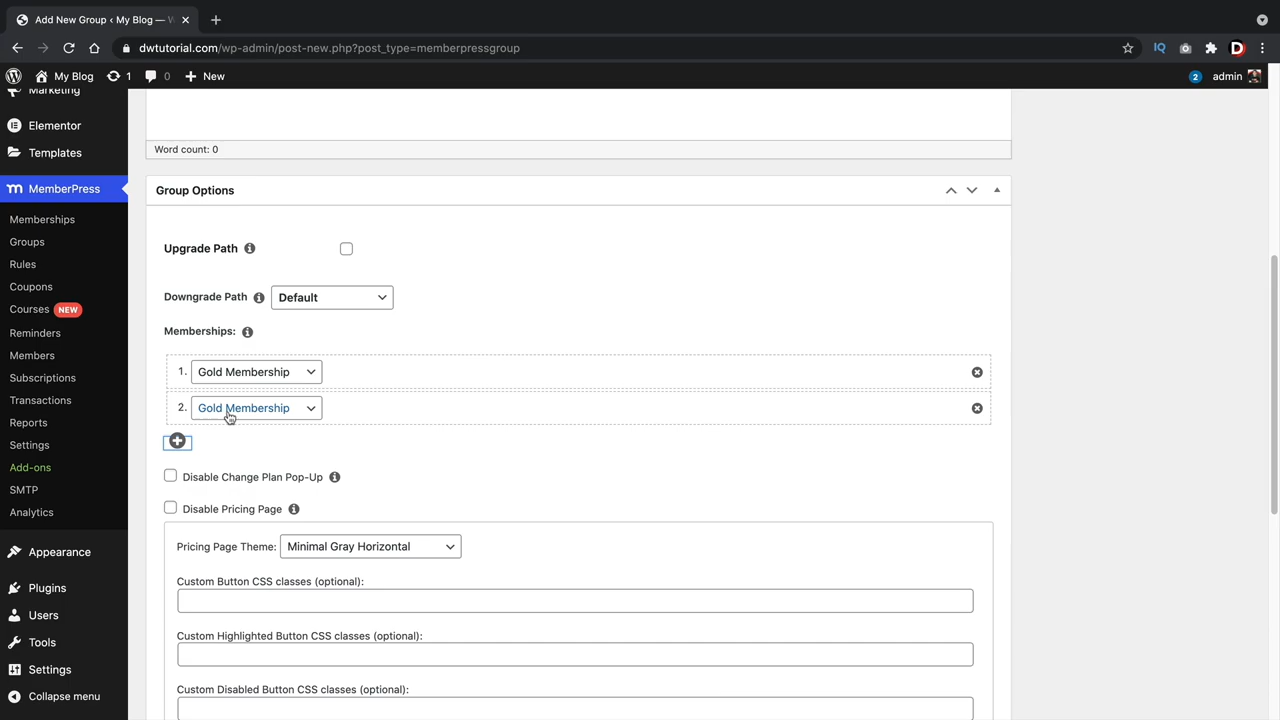 Add New Group ‹ My Blog —
dwtutorial.com/wp-admin/post-new.php?post_type=memberpressgroup
IQ
D
My Blog
1
0
New
2
admin
Marketing
Elementor
Templates
MemberPress
Memberships
Groups
Rules
Coupons
Courses NEW
Reminders
Members
Subscriptions
Transactions
Reports
Settings
Add-ons
SMTP
Analytics
Appearance
Plugins
Users
Tools
Settings
Collapse menu
Word count: 0
Group Options
Upgrade Path
Downgrade Path Default
Memberships:
1. Gold Membership
2. Gold Membership
Disable Change Plan Pop-Up
Disable Pricing Page
Pricing Page Theme: Minimal Gray Horizontal
Custom Button CSS classes (optional):
Custom Highlighted Button CSS classes (optional):
Custom Disabled Button CSS classes (optional):